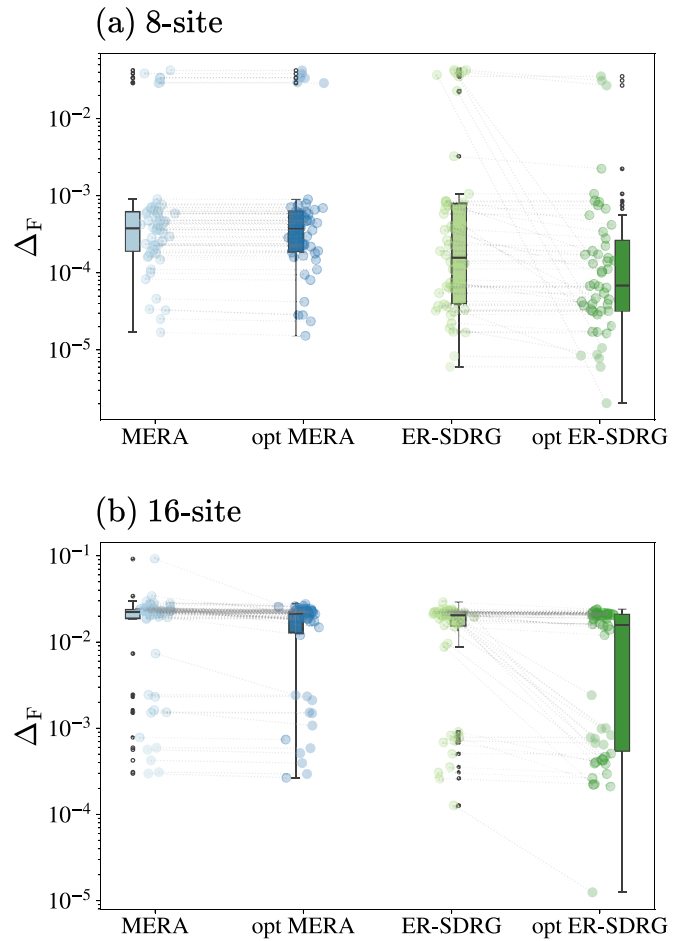 (a) 8-site
10⁻²
10⁻³
10⁻⁴
10⁻⁵
Δ_F
MERA opt MERA ER-SDRG opt ER-SDRG
(b) 16-site
10⁻¹
10⁻²
10⁻³
10⁻⁴
10⁻⁵
Δ_F
MERA opt MERA ER-SDRG opt ER-SDRG